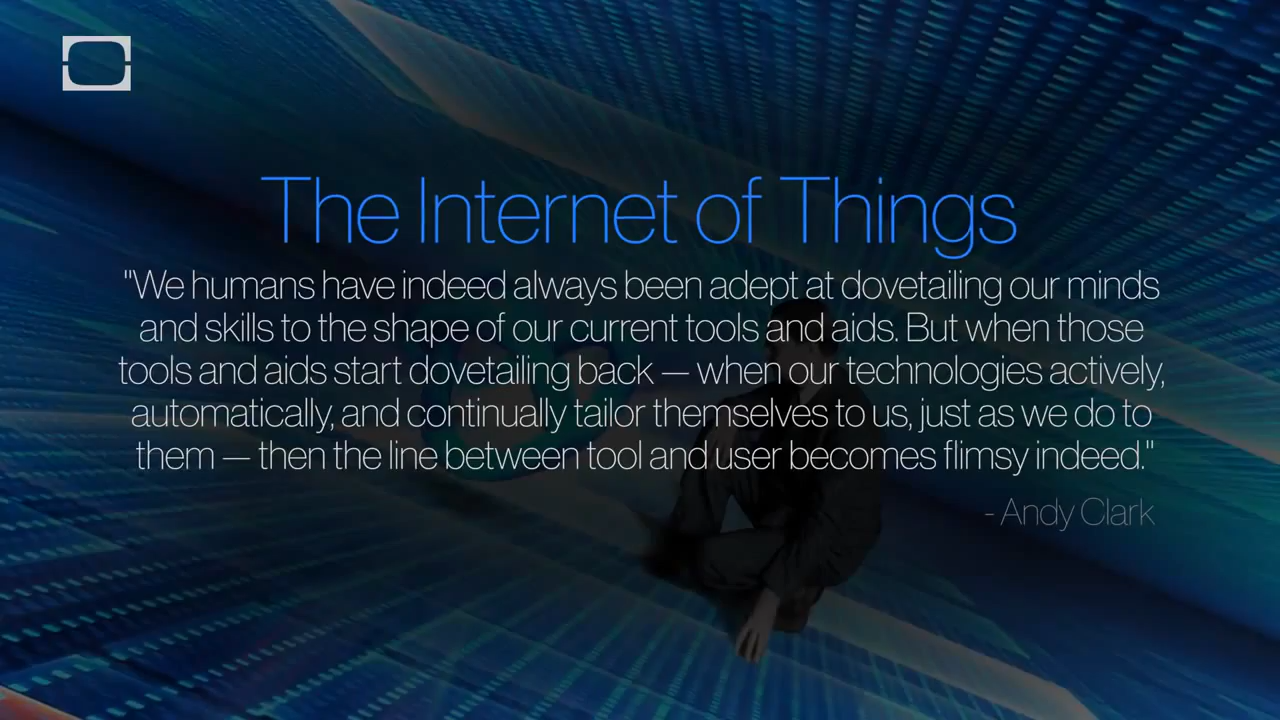 The Internet of Things
"We humans have indeed always been adept at dovetailing our minds
and skills to the shape of our current tools and aids. But when those
tools and aids start dovetailing back — when our technologies actively,
automatically, and continually tailor themselves to us, just as we do to
them — then the line between tool and user becomes flimsy indeed."
- Andy Clark